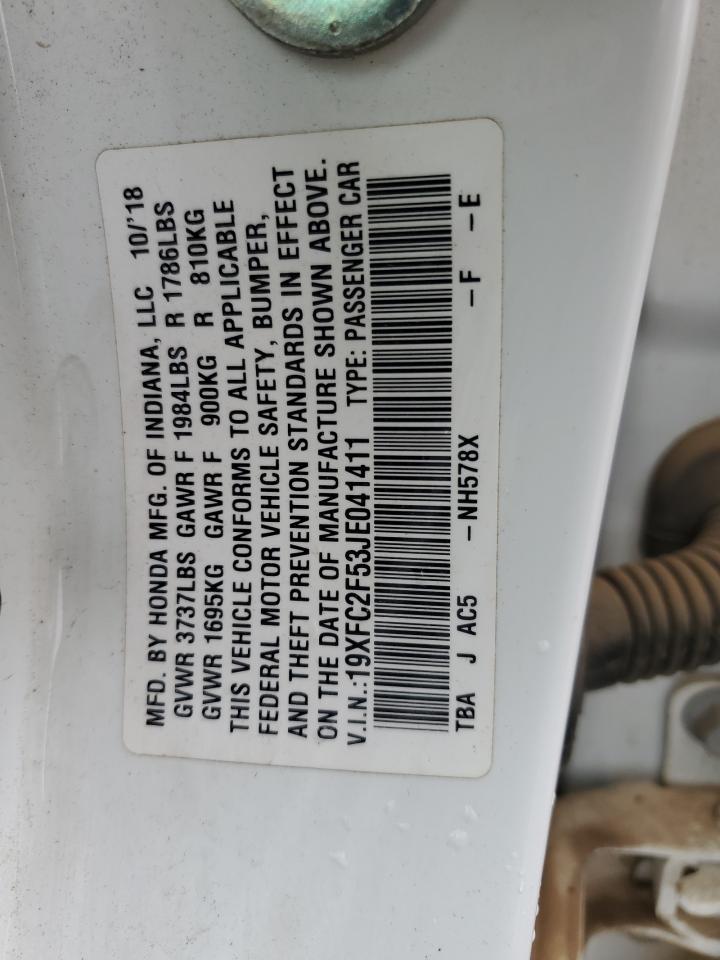 MFD. BY HONDA MFG. OF INDIANA, LLC 10/'18
GVWR 3737LBS GAWR F 1984LBS R 1786LBS
GVWR 1695KG GAWR F 900KG R 810KG
THIS VEHICLE CONFORMS TO ALL APPLICABLE
FEDERAL MOTOR VEHICLE SAFETY, BUMPER,
AND THEFT PREVENTION STANDARDS IN EFFECT
ON THE DATE OF MANUFACTURE SHOWN ABOVE.
V.I.N.:19XFC2F53JE041411 TYPE: PASSENGER CAR
TBA J AC5 -NH578X -F -E